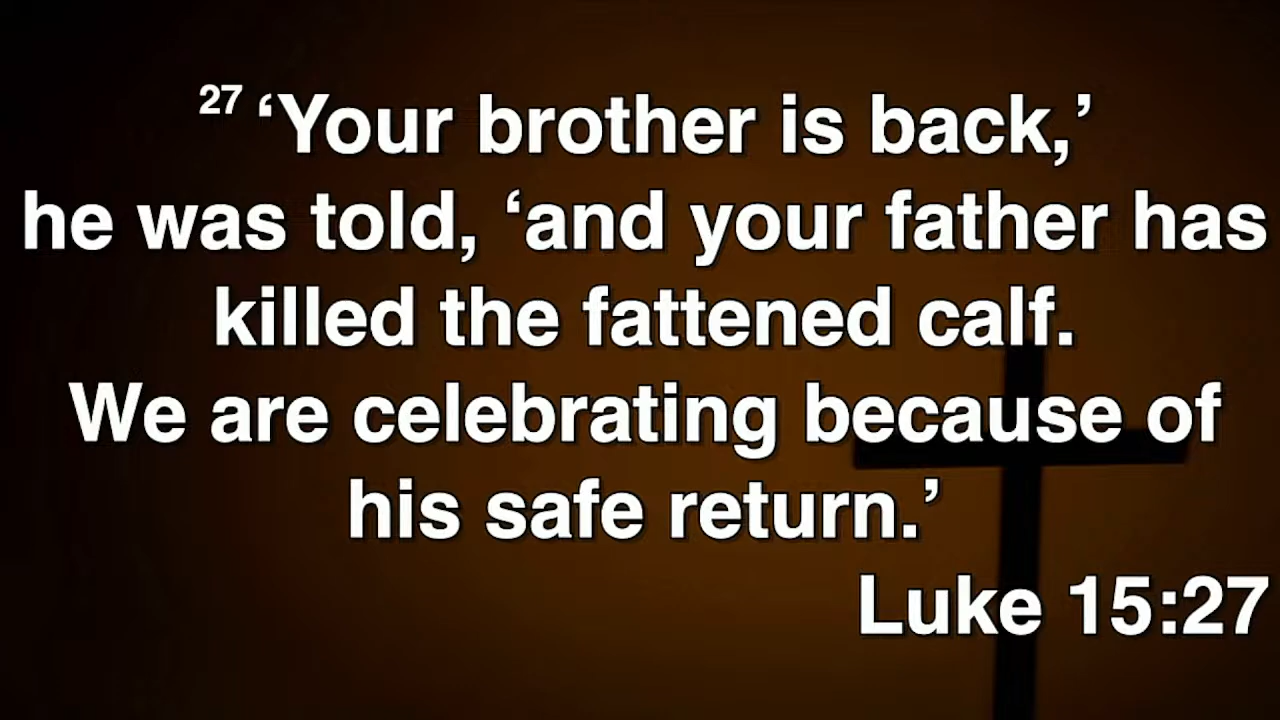 27 ‘Your brother is back,’
he was told, ‘and your father has
killed the fattened calf.
We are celebrating because of
his safe return.’
Luke 15:27